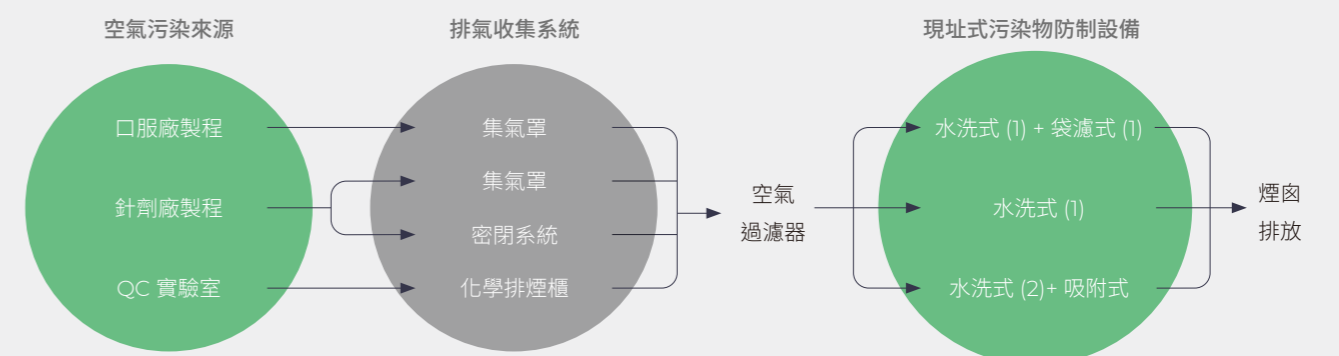 空氣污染來源
排氣收集系統
現址式污染物防制設備
口服廠製程
針劑廠製程
QC 實驗室
集氣罩
集氣罩
密閉系統
化學排煙櫃
空氣
過濾器
水洗式 (1) + 袋濾式 (1)
水洗式 (1)
水洗式 (2)+ 吸附式
煙囪
排放